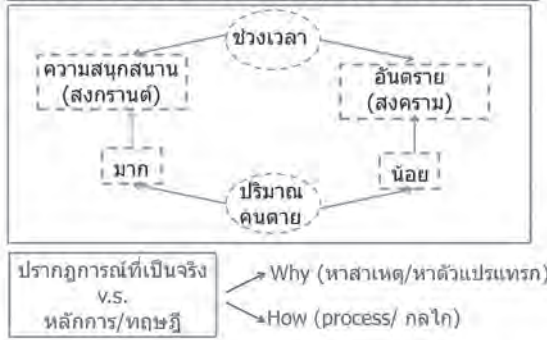 ช่วงเวลา
ความสนุกสนาน
(สงกรานต์)
อันตราย
(สงคราม)
มาก
น้อย
ปริมาณ
คนตาย
ปรากฏการณ์ที่เป็นจริง
v.s.
หลักการ/ทฤษฎี
Why (หาสาเหตุ/หาตัวแปรแทรก)
How (process/ กลไก)